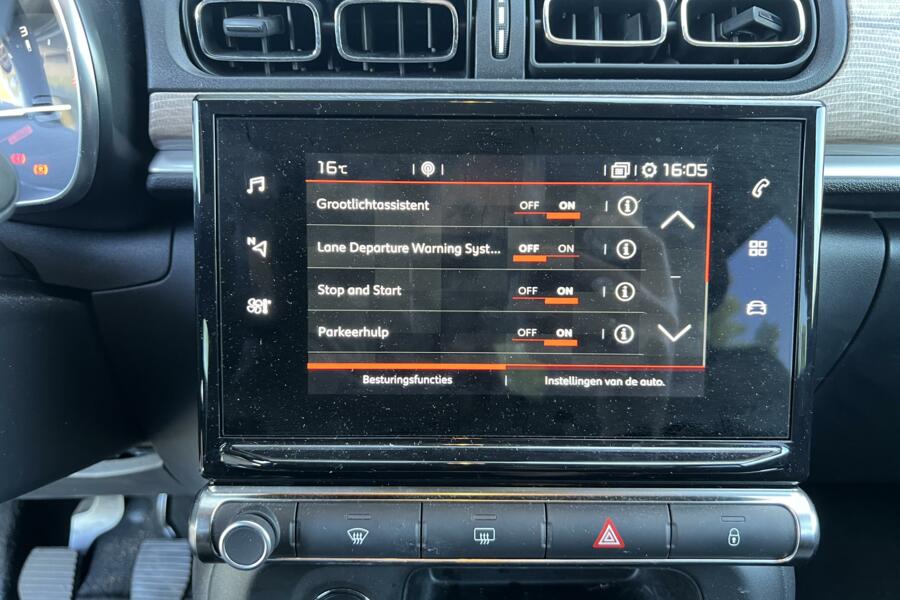 16°C 16:05
Grootlichtassistent OFF ON
N
Lane Departure Warning Syst... OFF ON
Stop and Start OFF ON
Parkeerhulp OFF ON
Besturingsfuncties Instellingen van de auto.